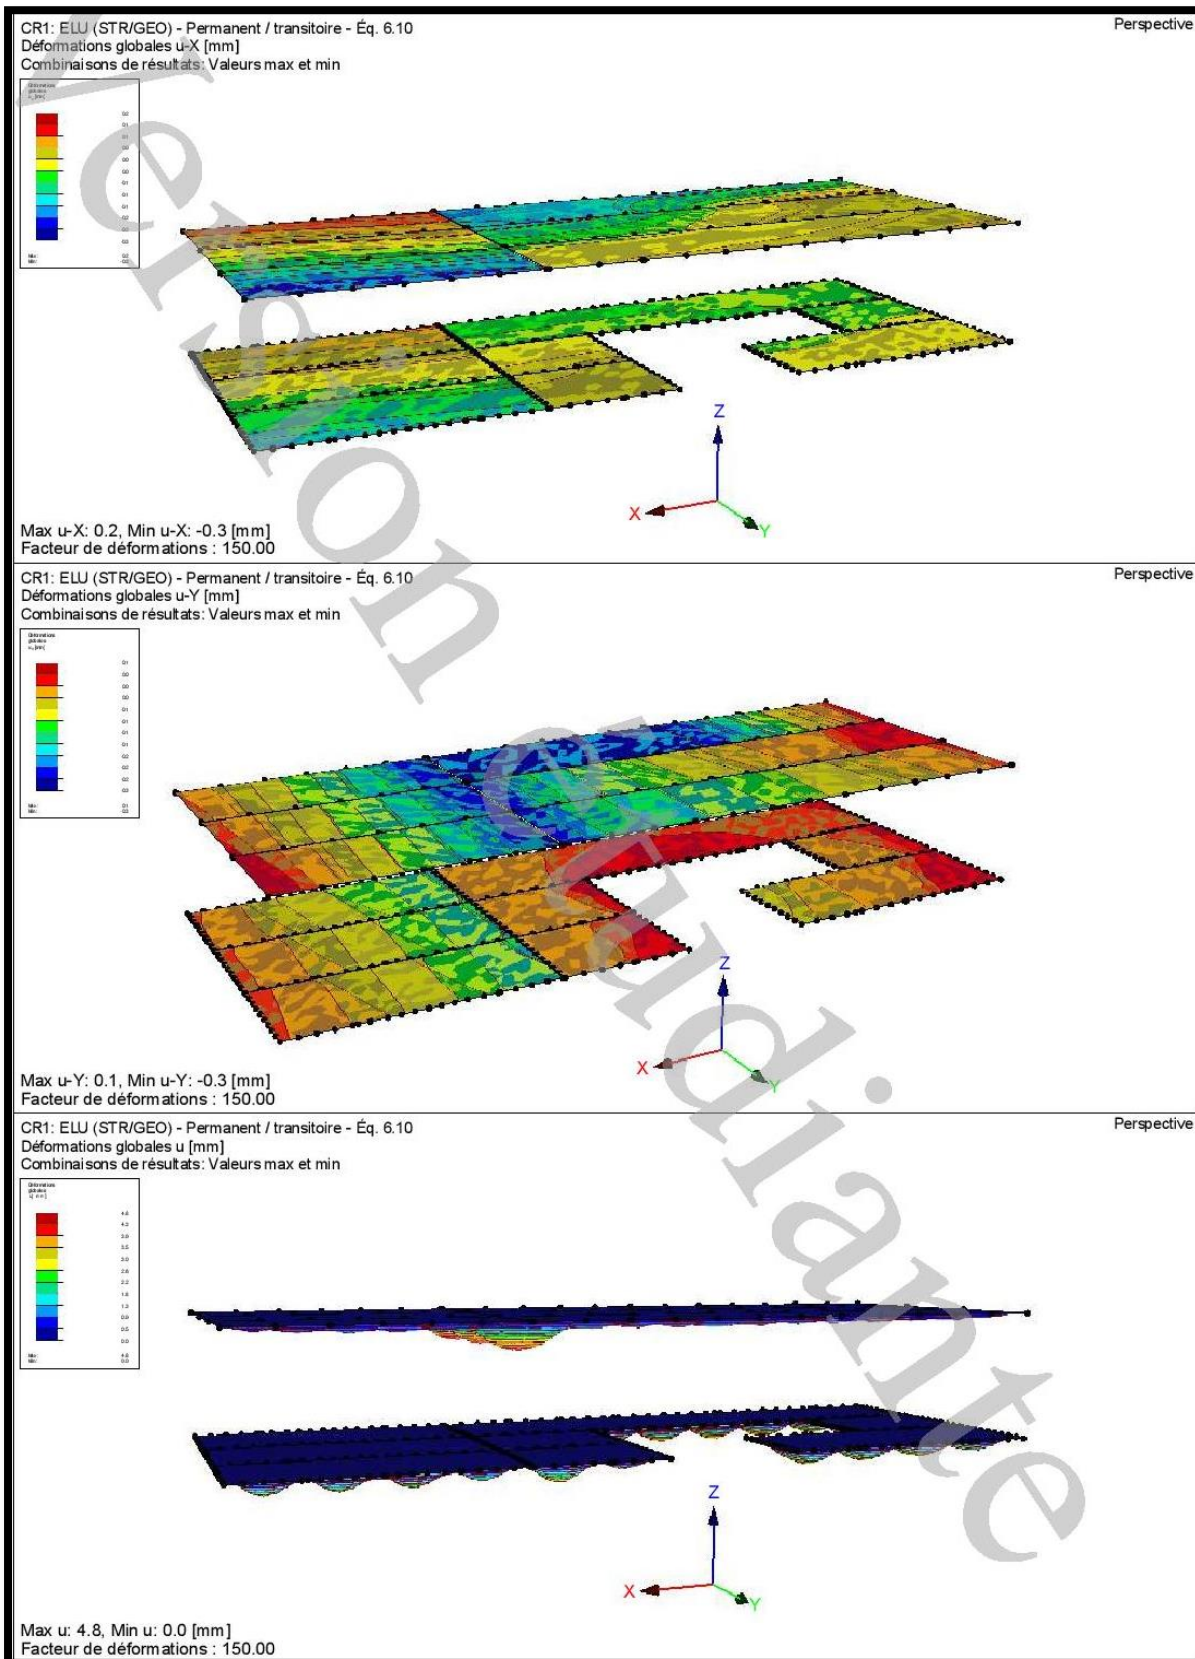 CR1: ELU (STR/GEO) - Permanent / transitoire - Éq. 6.10
Perspective
Déformations globales u-X [mm]
Combinaisons de résultats: Valeurs max et min
Z
X
Y
Max u-X: 0.2, Min u-X: -0.3 [mm]
Facteur de déformations : 150.00
CR1: ELU (STR/GEO) - Permanent / transitoire - Éq. 6.10
Perspective
Déformations globales u-Y [mm]
Combinaisons de résultats: Valeurs max et min
Z
X
Y
Max u-Y: 0.1, Min u-Y: -0.3 [mm]
Facteur de déformations : 150.00
CR1: ELU (STR/GEO) - Permanent / transitoire - Éq. 6.10
Perspective
Déformations globales u [mm]
Combinaisons de résultats: Valeurs max et min
Z
X
Y
Max u: 4.8, Min u: 0.0 [mm]
Facteur de déformations : 150.00
Version étudiante